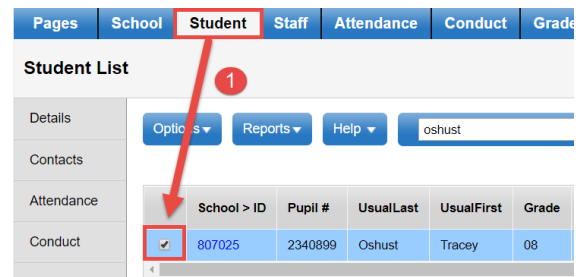 Pages School Student Staff Attendance Conduct Grade
Student List
1
Details
Options Reports Help oshust
Contacts
Attendance
School > ID Pupil # UsualLast UsualFirst Grade
Conduct
807025 2340899 Oshust Tracey 08